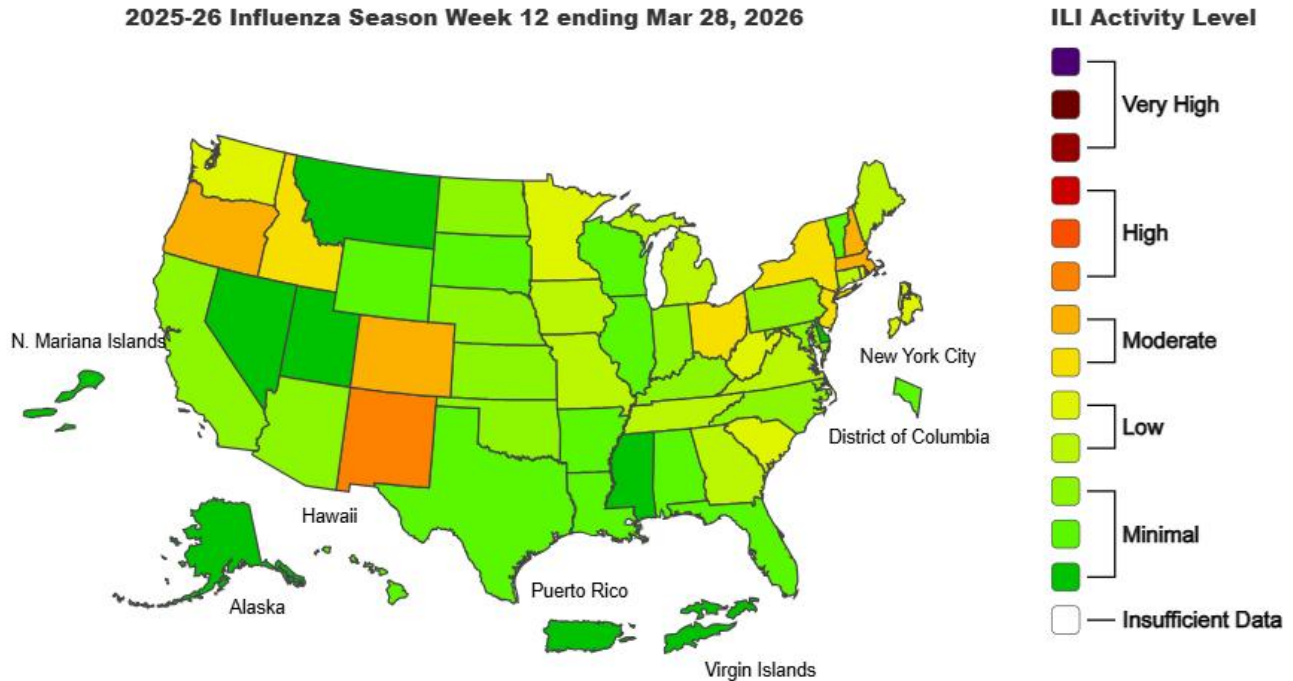 2025-26 Influenza Season Week 12 ending Mar 28, 2026
ILI Activity Level
Very High
High
Moderate
Low
Minimal
Insufficient Data
N. Mariana Islands
New York City
District of Columbia
Hawaii
Alaska
Puerto Rico
Virgin Islands